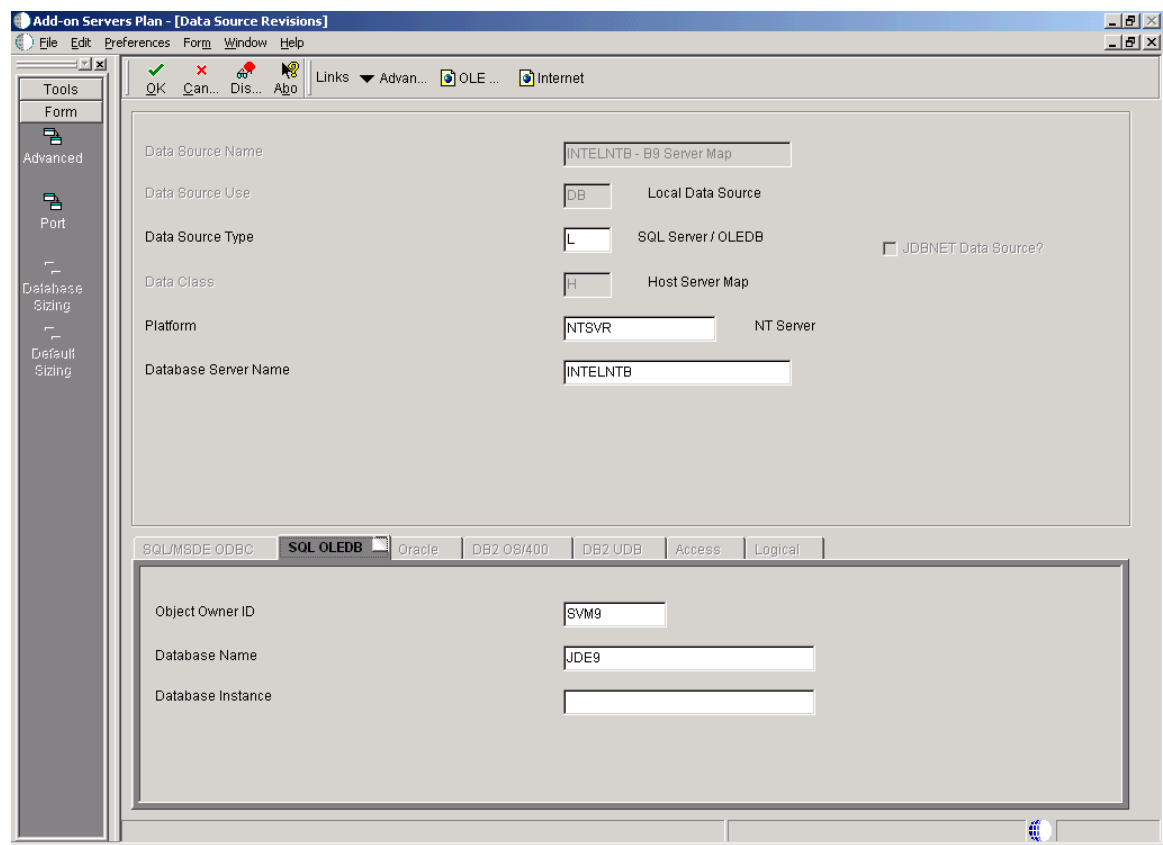 Add-on Servers Plan - [Data Source Revisions]
File Edit Preferences Form Window Help
Tools
Form
Advanced
Port
Database
Sizing
Default
Sizing
OK Can... Dis... Abo Links Advan... OLE ... Internet
Data Source Name INTELNTB - B9 Server Map
Data Source Use DB Local Data Source
Data Source Type L SQL Server / OLEDB JDBNET Data Source?
Data Class H Host Server Map
Platform NTSVR NT Server
Database Server Name INTELNTB
SQL/MSDE ODBC SQL OLEDB Oracle DB2 OS/400 DB2 UDB Access Logical
Object Owner ID SVM9
Database Name JDE9
Database Instance